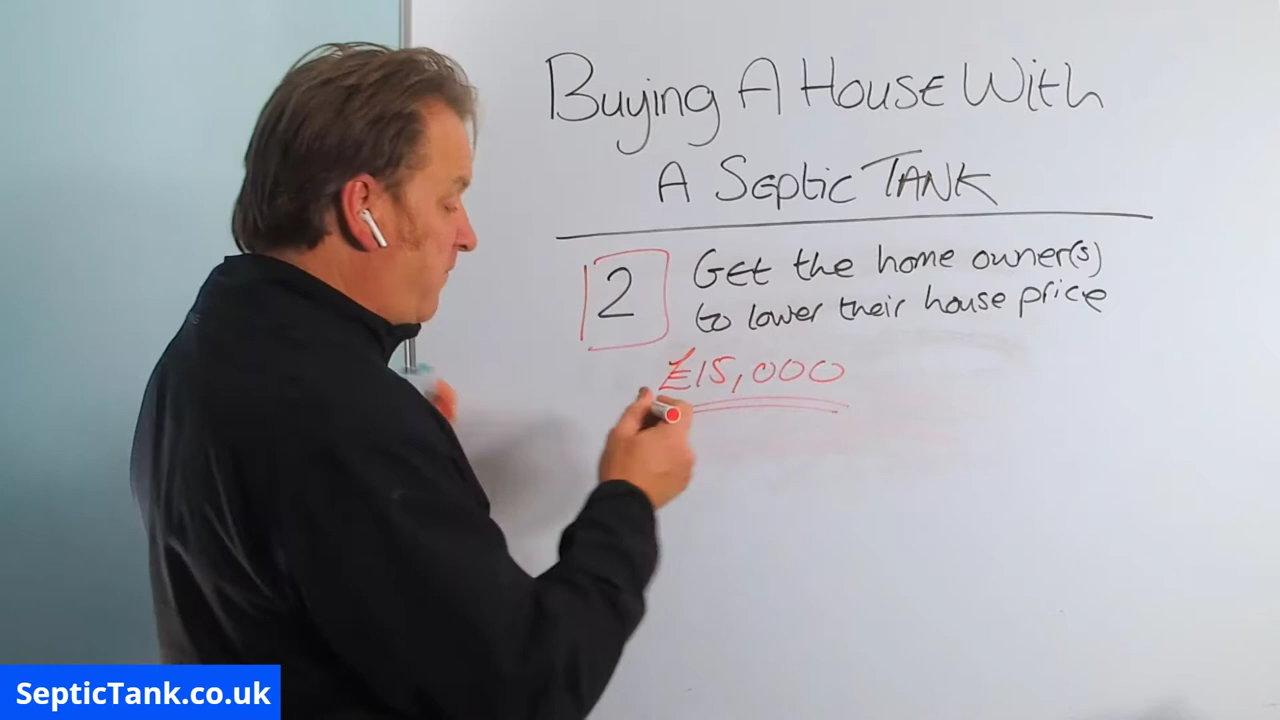 Buying A House With
A Septic TANK
2 Get the home owner(s)
to lower their house price
£15,000
SepticTank.co.uk